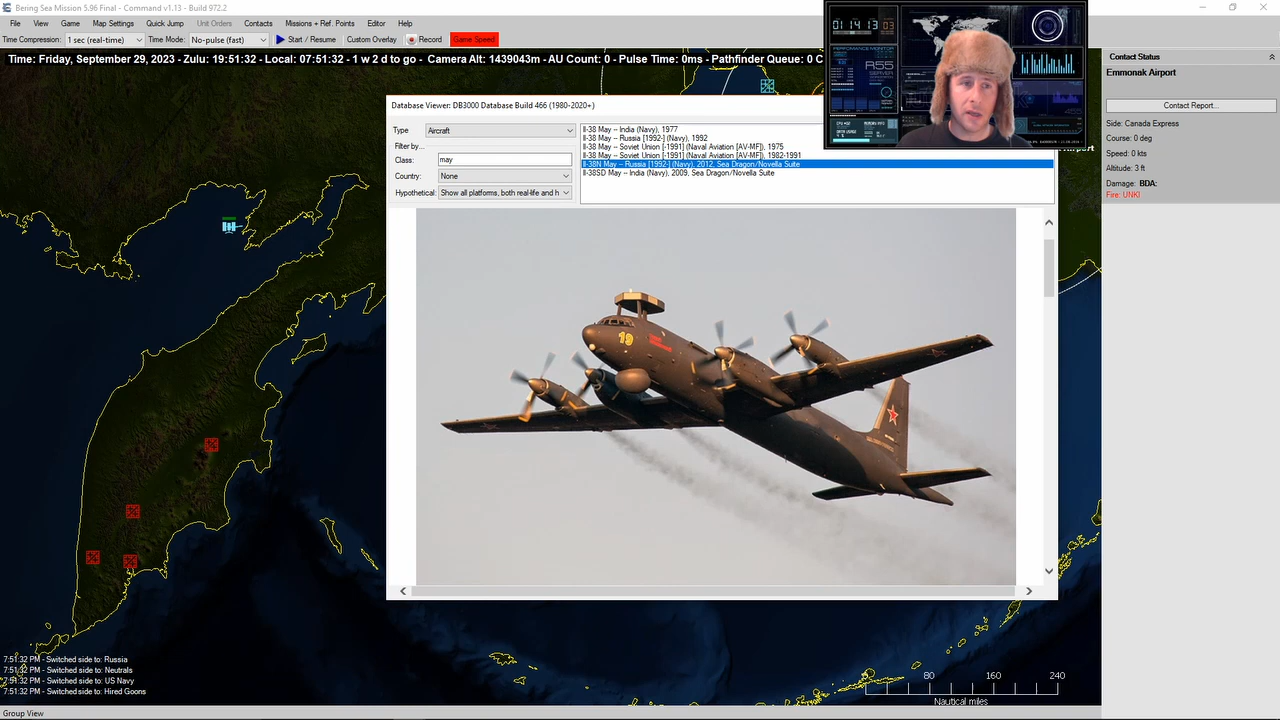 Bering Sea Mission 5.96 Final - Command v1.13 - Build 972.2
File View Game Map Settings Quick Jump Unit Orders Contacts Missions + Ref. Points Editor Help
Time Compression: 1 sec (real-time) Time Mode: No-pulse (fast) Start / Resume Custom Overlay Record Game Speed
2023 - Zulu: 19:51:32 - Local: 07:51:32 - 1 w 2 d to go - Camera Alt: 1439043m - AU Count: 0 - Pulse Time: 0ms - Pathfinder Queue: 0 C
Database Viewer: DB3000 Database Build 466 (1980-2020+)
Type Aircraft
Filter by...
Class: may
Country: None
Hypothetical: Show all platforms, both real-life and h
Il-38 May -- India (Navy), 1977
Il-38 May -- Russia [1992-] (Navy), 1992
Il-38 May -- Soviet Union [-1991] (Naval Aviation [AV-MF]), 1975
Il-38 May -- Soviet Union [-1991] (Naval Aviation [AV-MF]), 1982-1991
Il-38N May -- Russia [1992-] (Navy), 2012, Sea Dragon/Novella Suite
Il-38SD May -- India (Navy), 2009, Sea Dragon/Novella Suite
19
01 14 13 03
PERFORMANCE MONITOR
R55
SERVER
Contact Status
Emmonak Airport
Contact Report...
Side: Canada Express
Course: 0 deg
Speed: 0 kts
Altitude: 3 ft
Damage: BDA:
Fire: UNKI
7:51:32 PM - Switched side to: Russia
7:51:32 PM - Switched side to: Neutrals
7:51:32 PM - Switched side to: US Navy
7:51:32 PM - Switched side to: Hired Goons
80 160 240
Nautical miles
Group View